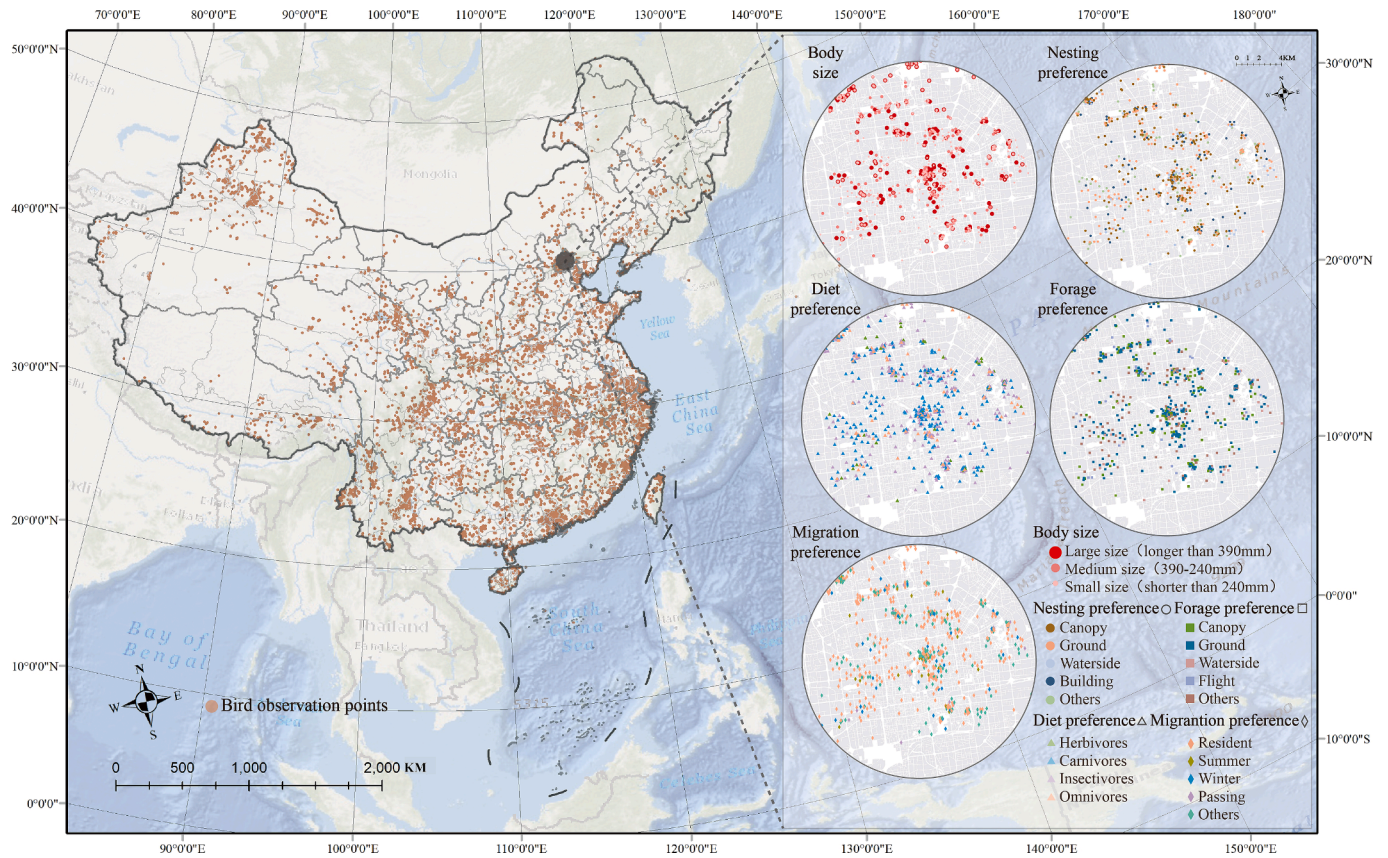 70°0'0"E 80°0'0"E 90°0'0"E 100°0'0"E 110°0'0"E 120°0'0"E 130°0'0"E 140°0'0"E 150°0'0"E 160°0'0"E 170°0'0"E 180°0'0"
50°0'0"N
40°0'0"N
30°0'0"N
20°0'0"N
10°0'0"N
0°0'0"
30°0'0"N
20°0'0"N
10°0'0"N
0°0'0"
10°0'0"S
90°0'0"E 100°0'0"E 110°0'0"E 120°0'0"E 130°0'0"E 140°0'0"E 150°0'0"E
Mongolia
Yellow
Sea
East
China
Sea
South
China
Sea
Bay of
Bengal
Thailand
Bangkok
Sea
Celebes Sea
Mountains
N
W E
S
Bird observation points
0 500 1,000 2,000 KM
Body
size
Nesting
preference
0 1 2 4KM
N
Diet
preference
Forage
preference
Migration
preference
Body size
Large size（longer than 390mm）
Medium size（390-240mm）
Small size（shorter than 240mm）
Nesting preference Forage preference
Canopy Canopy
Ground Ground
Waterside Waterside
Building Flight
Others Others
Diet preference Migrantion preference
Herbivores Resident
Carnivores Summer
Insectivores Winter
Omnivores Passing
Others